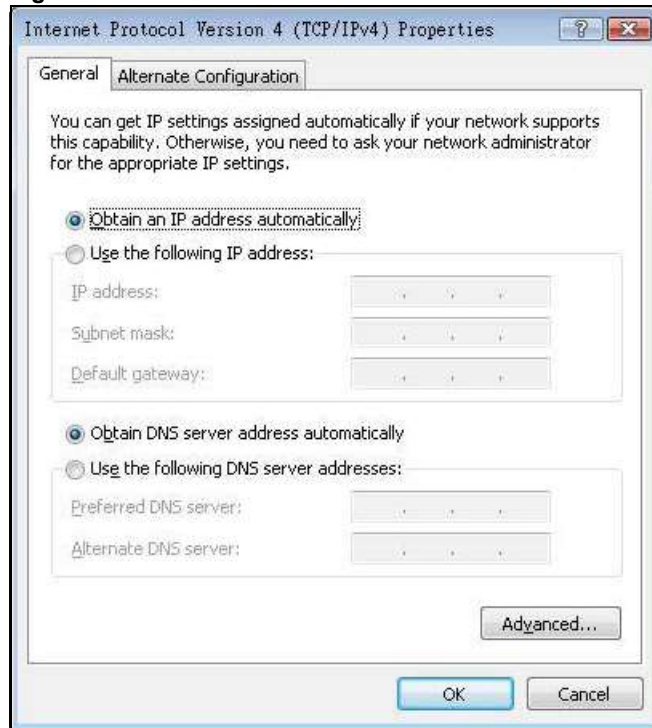 Internet Protocol Version 4 (TCP/IPv4) Properties
General
Alternate Configuration
You can get IP settings assigned automatically if your network supports
this capability. Otherwise, you need to ask your network administrator
for the appropriate IP settings.
Obtain an IP address automatically
Use the following IP address:
IP address:
Subnet mask:
Default gateway:
Obtain DNS server address automatically
Use the following DNS server addresses:
Preferred DNS server:
Alternate DNS server:
Advanced...
OK
Cancel